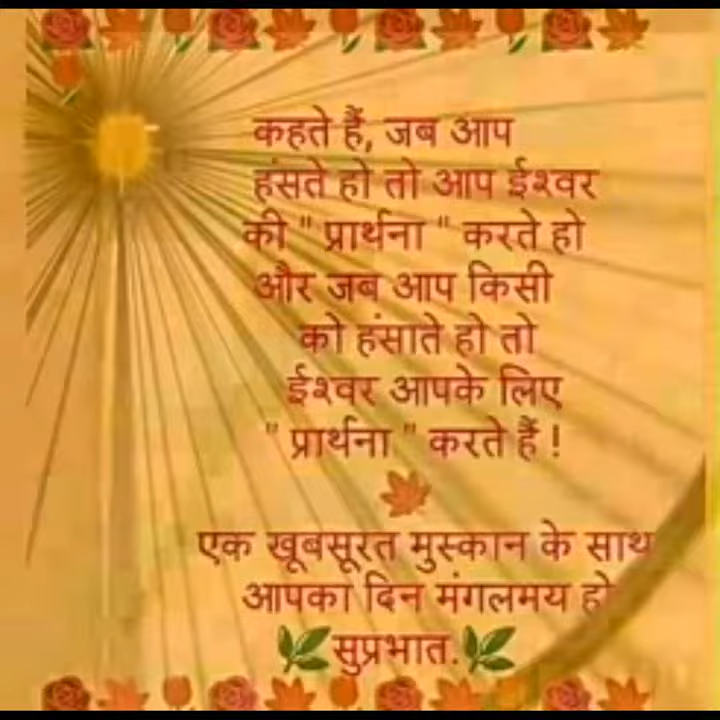 कहते हैं, जब आप
हंसते हो तो आप ईश्वर
की " प्रार्थना " करते हो
और जब आप किसी
को हंसाते हो तो
ईश्वर आपके लिए
" प्रार्थना " करते हैं !
एक खूबसूरत मुस्कान के साथ
आपका दिन मंगलमय हो
सुप्रभात.